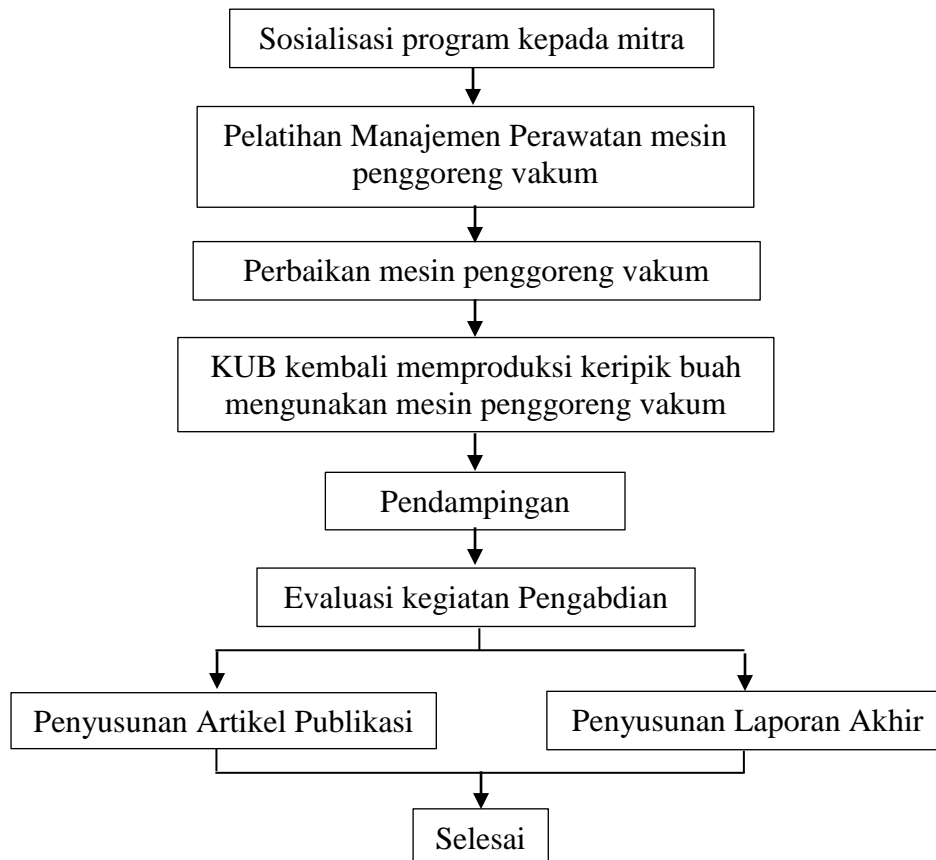 Sosialisasi program kepada mitra
Pelatihan Manajemen Perawatan mesin
penggoreng vakum
Perbaikan mesin penggoreng vakum
KUB kembali memproduksi keripik buah
mengunakan mesin penggoreng vakum
Pendampingan
Evaluasi kegiatan Pengabdian
Penyusunan Artikel Publikasi
Penyusunan Laporan Akhir
Selesai